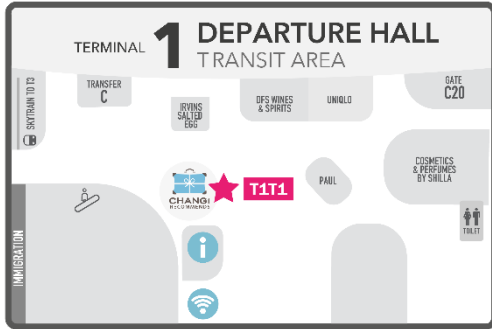 TERMINAL 1 DEPARTURE HALL
TRANSIT AREA
SKYTRAIN TO T3
TRANSFER
C
IRVINS
SALTED
EGG
DFS WINES
& SPIRITS
UNIQLO
GATE
C20
CHANGI
RECOMMENDS
T1T1
PAUL
COSMETICS
& PERFUMES
BY SHILLA
TOILET
IMMIGRATION
i